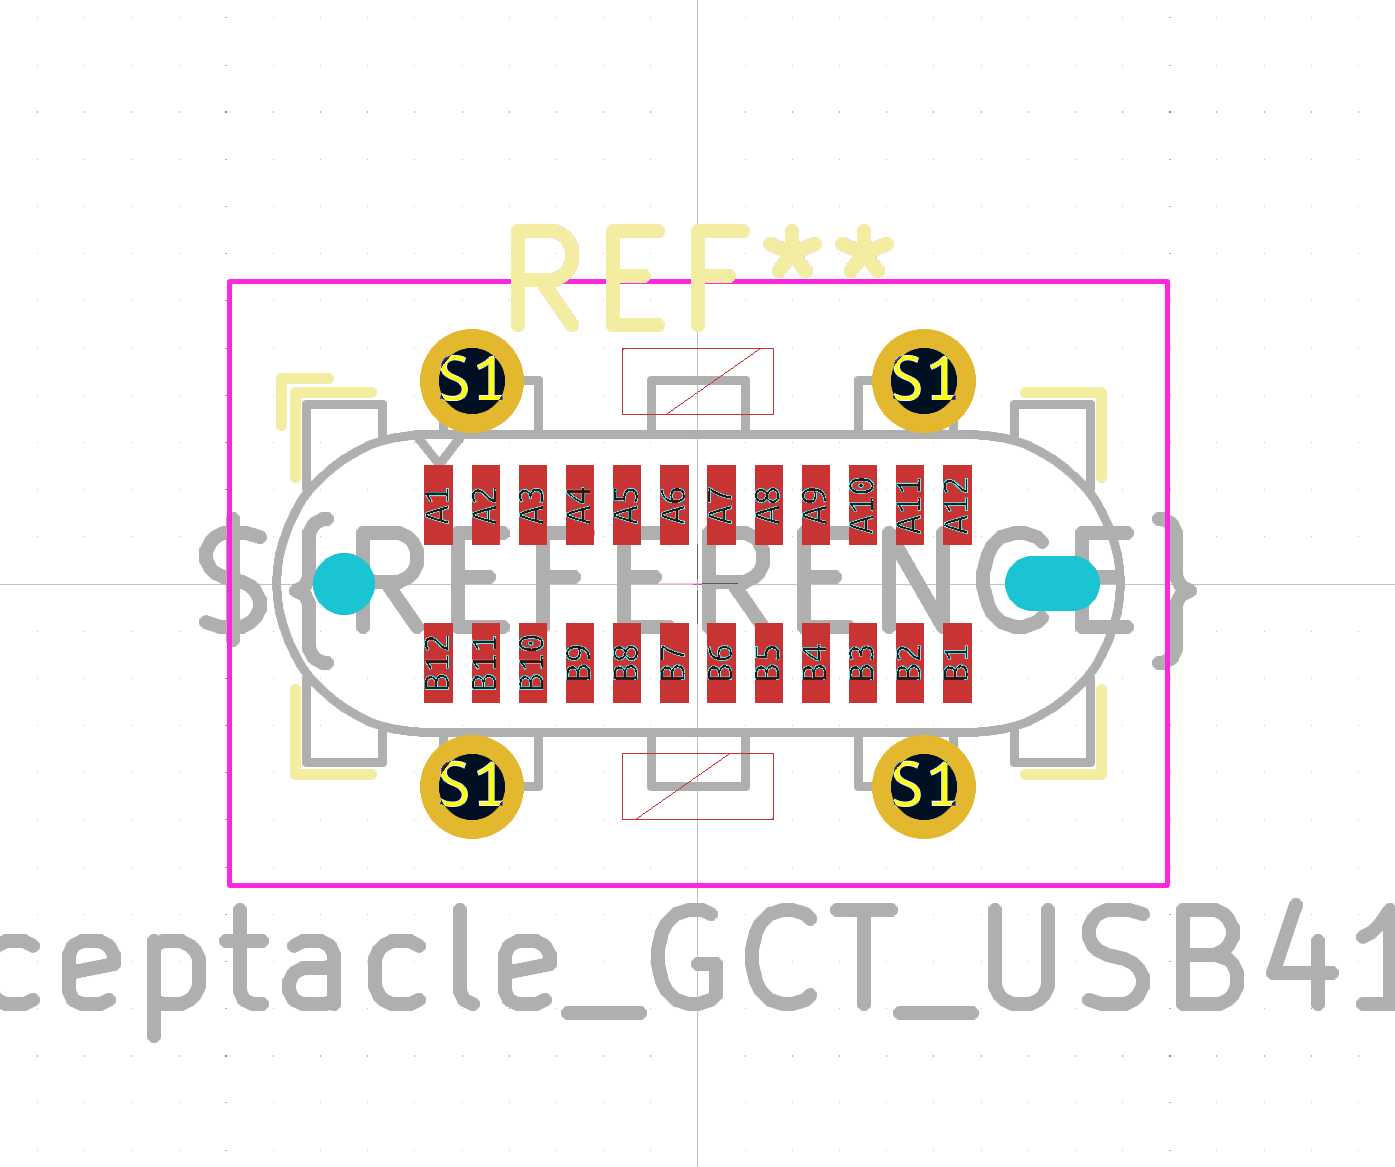 REF**
S1 S1
A1 A2 A3 A4 A5 A6 A7 A8 A9 A10 A11 A12
${REFERENCE}
B12 B11 B10 B9 B8 B7 B6 B5 B4 B3 B2 B1
S1 S1
ceptacle_GCT_USB41